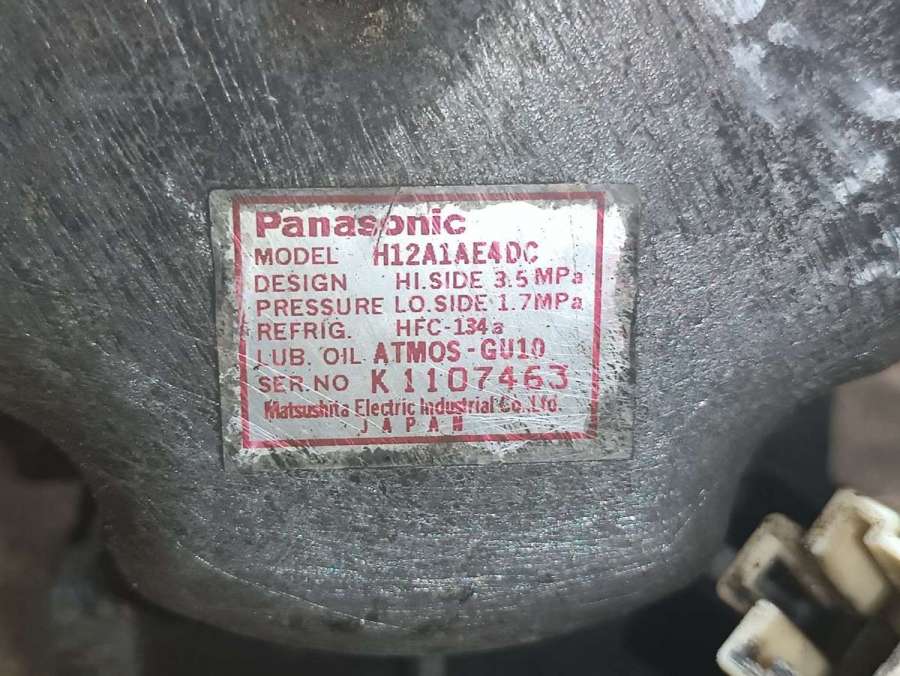 Panasonic
MODEL H12A1AE4DC
DESIGN HI.SIDE 3.5 MPa
PRESSURE LO.SIDE 1.7MPa
REFRIG. HFC-134a
LUB. OIL ATMOS-GU10
SER.NO K1107463
Matsushita Electric Industrial Co.,Ltd.
JAPAN